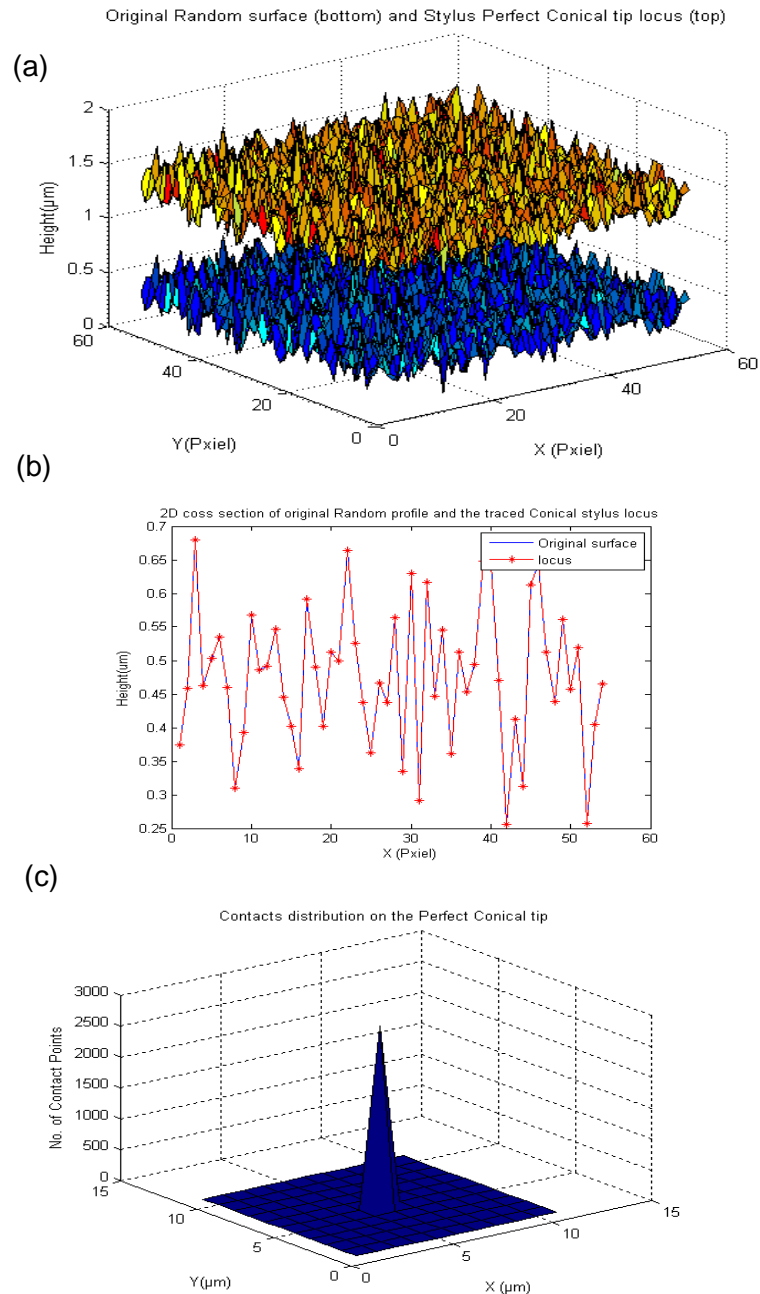 Original Random surface (bottom) and Stylus Perfect Conical tip locus (top)
(a)
2
1.5
1
0.5
0
Height(µm)
60
40
20
0
Y(Pxiel)
0
20
40
60
X (Pxiel)
(b)
2D coss section of original Random profile and the traced Conical stylus locus
0.7
0.65
0.6
0.55
0.5
0.45
0.4
0.35
0.3
0.25
Height(um)
Original surface
locus
0
10
20
30
40
50
60
X (Pxiel)
(c)
Contacts distribution on the Perfect Conical tip
3000
2500
2000
1500
1000
500
0
No. of Contact Points
15
10
5
0
Y(µm)
0
5
10
15
X (µm)